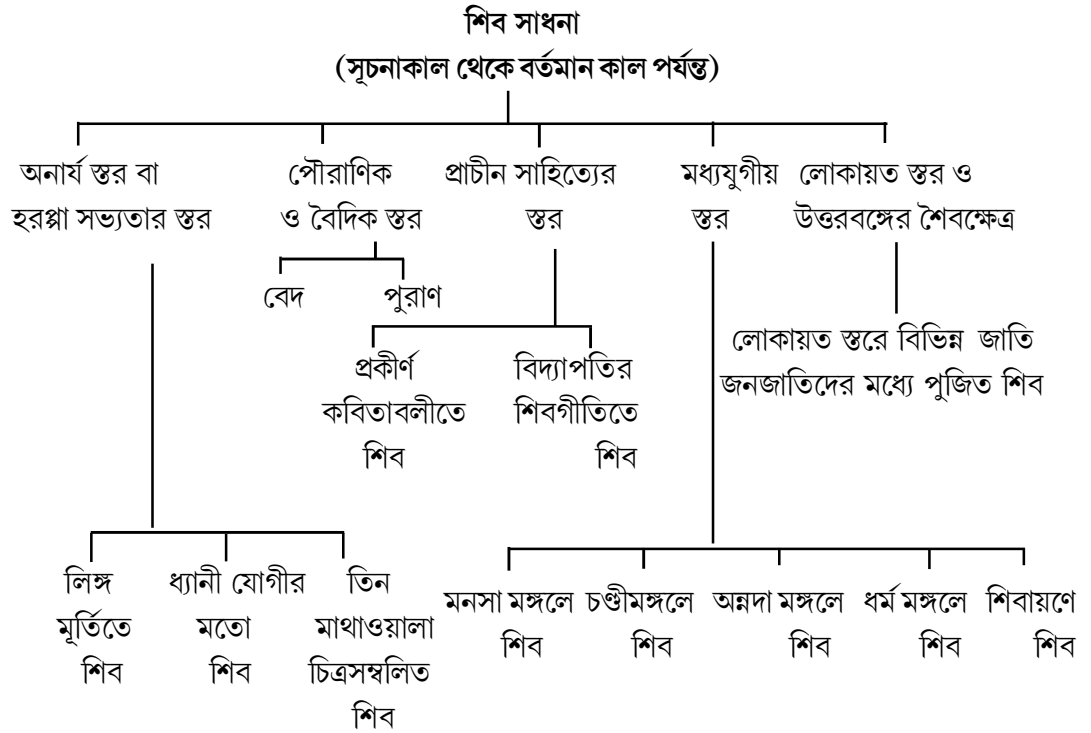 শিব সাধনা
(সূচনাকাল থেকে বর্তমান কাল পর্যন্ত)
অনার্য স্তর বা
হরপ্পা সভ্যতার স্তর
পৌরাণিক
ও বৈদিক স্তর
প্রাচীন সাহিত্যের
স্তর
মধ্যযুগীয়
স্তর
লোকায়ত স্তর ও
উত্তরবঙ্গের শৈবক্ষেত্র
বেদ
পুরাণ
প্রকীর্ণ
কবিতাবলীতে
শিব
বিদ্যাপতির
শিবগীতিতে
শিব
লোকায়ত স্তরে বিভিন্ন জাতি
জনজাতিদের মধ্যে পুজিত শিব
লিঙ্গ
মূর্তিতে
শিব
ধ্যানী যোগীর
মতো
শিব
তিন
মাথাওয়ালা
চিত্রসম্বলিত
শিব
মনসা মঙ্গলে
শিব
চণ্ডীমঙ্গলে
শিব
অন্নদা মঙ্গলে
শিব
ধর্ম মঙ্গলে
শিব
শিবায়ণে
শিব